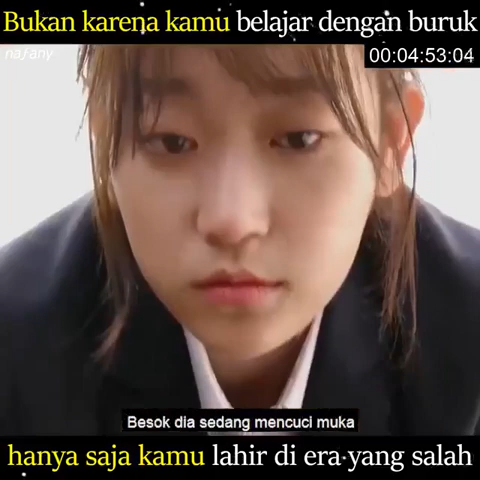 Bukan karena kamu belajar dengan buruk
nafany
00:04:53:04
Besok dia sedang mencuci muka
hanya saja kamu lahir di era yang salah